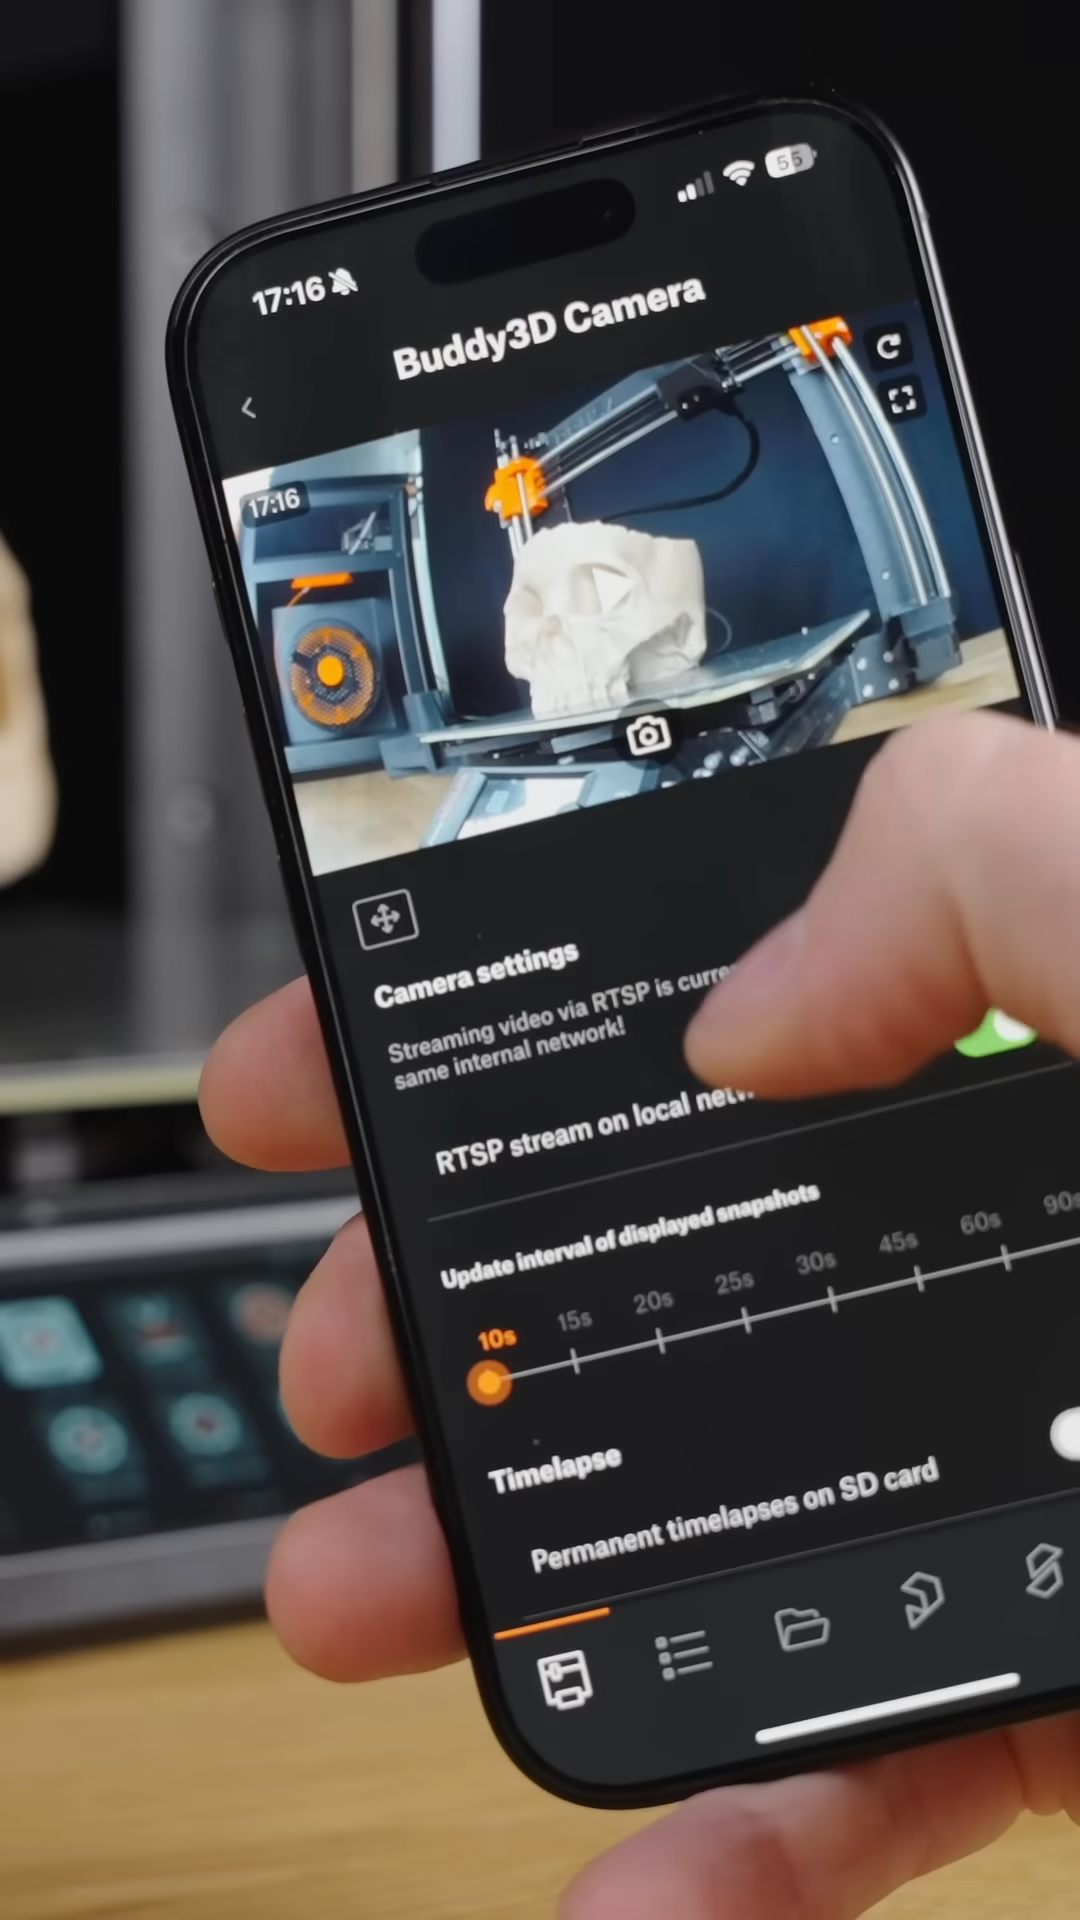 55
17:16
Buddy3D Camera
17:16
Camera settings
Streaming video via RTSP is
same internal network!
RTSP stream on local
Update interval of displayed snapshots
10s 15s 20s 25s 30s 45s 60s 90s
Timelapse
Permanent timelapses on SD card